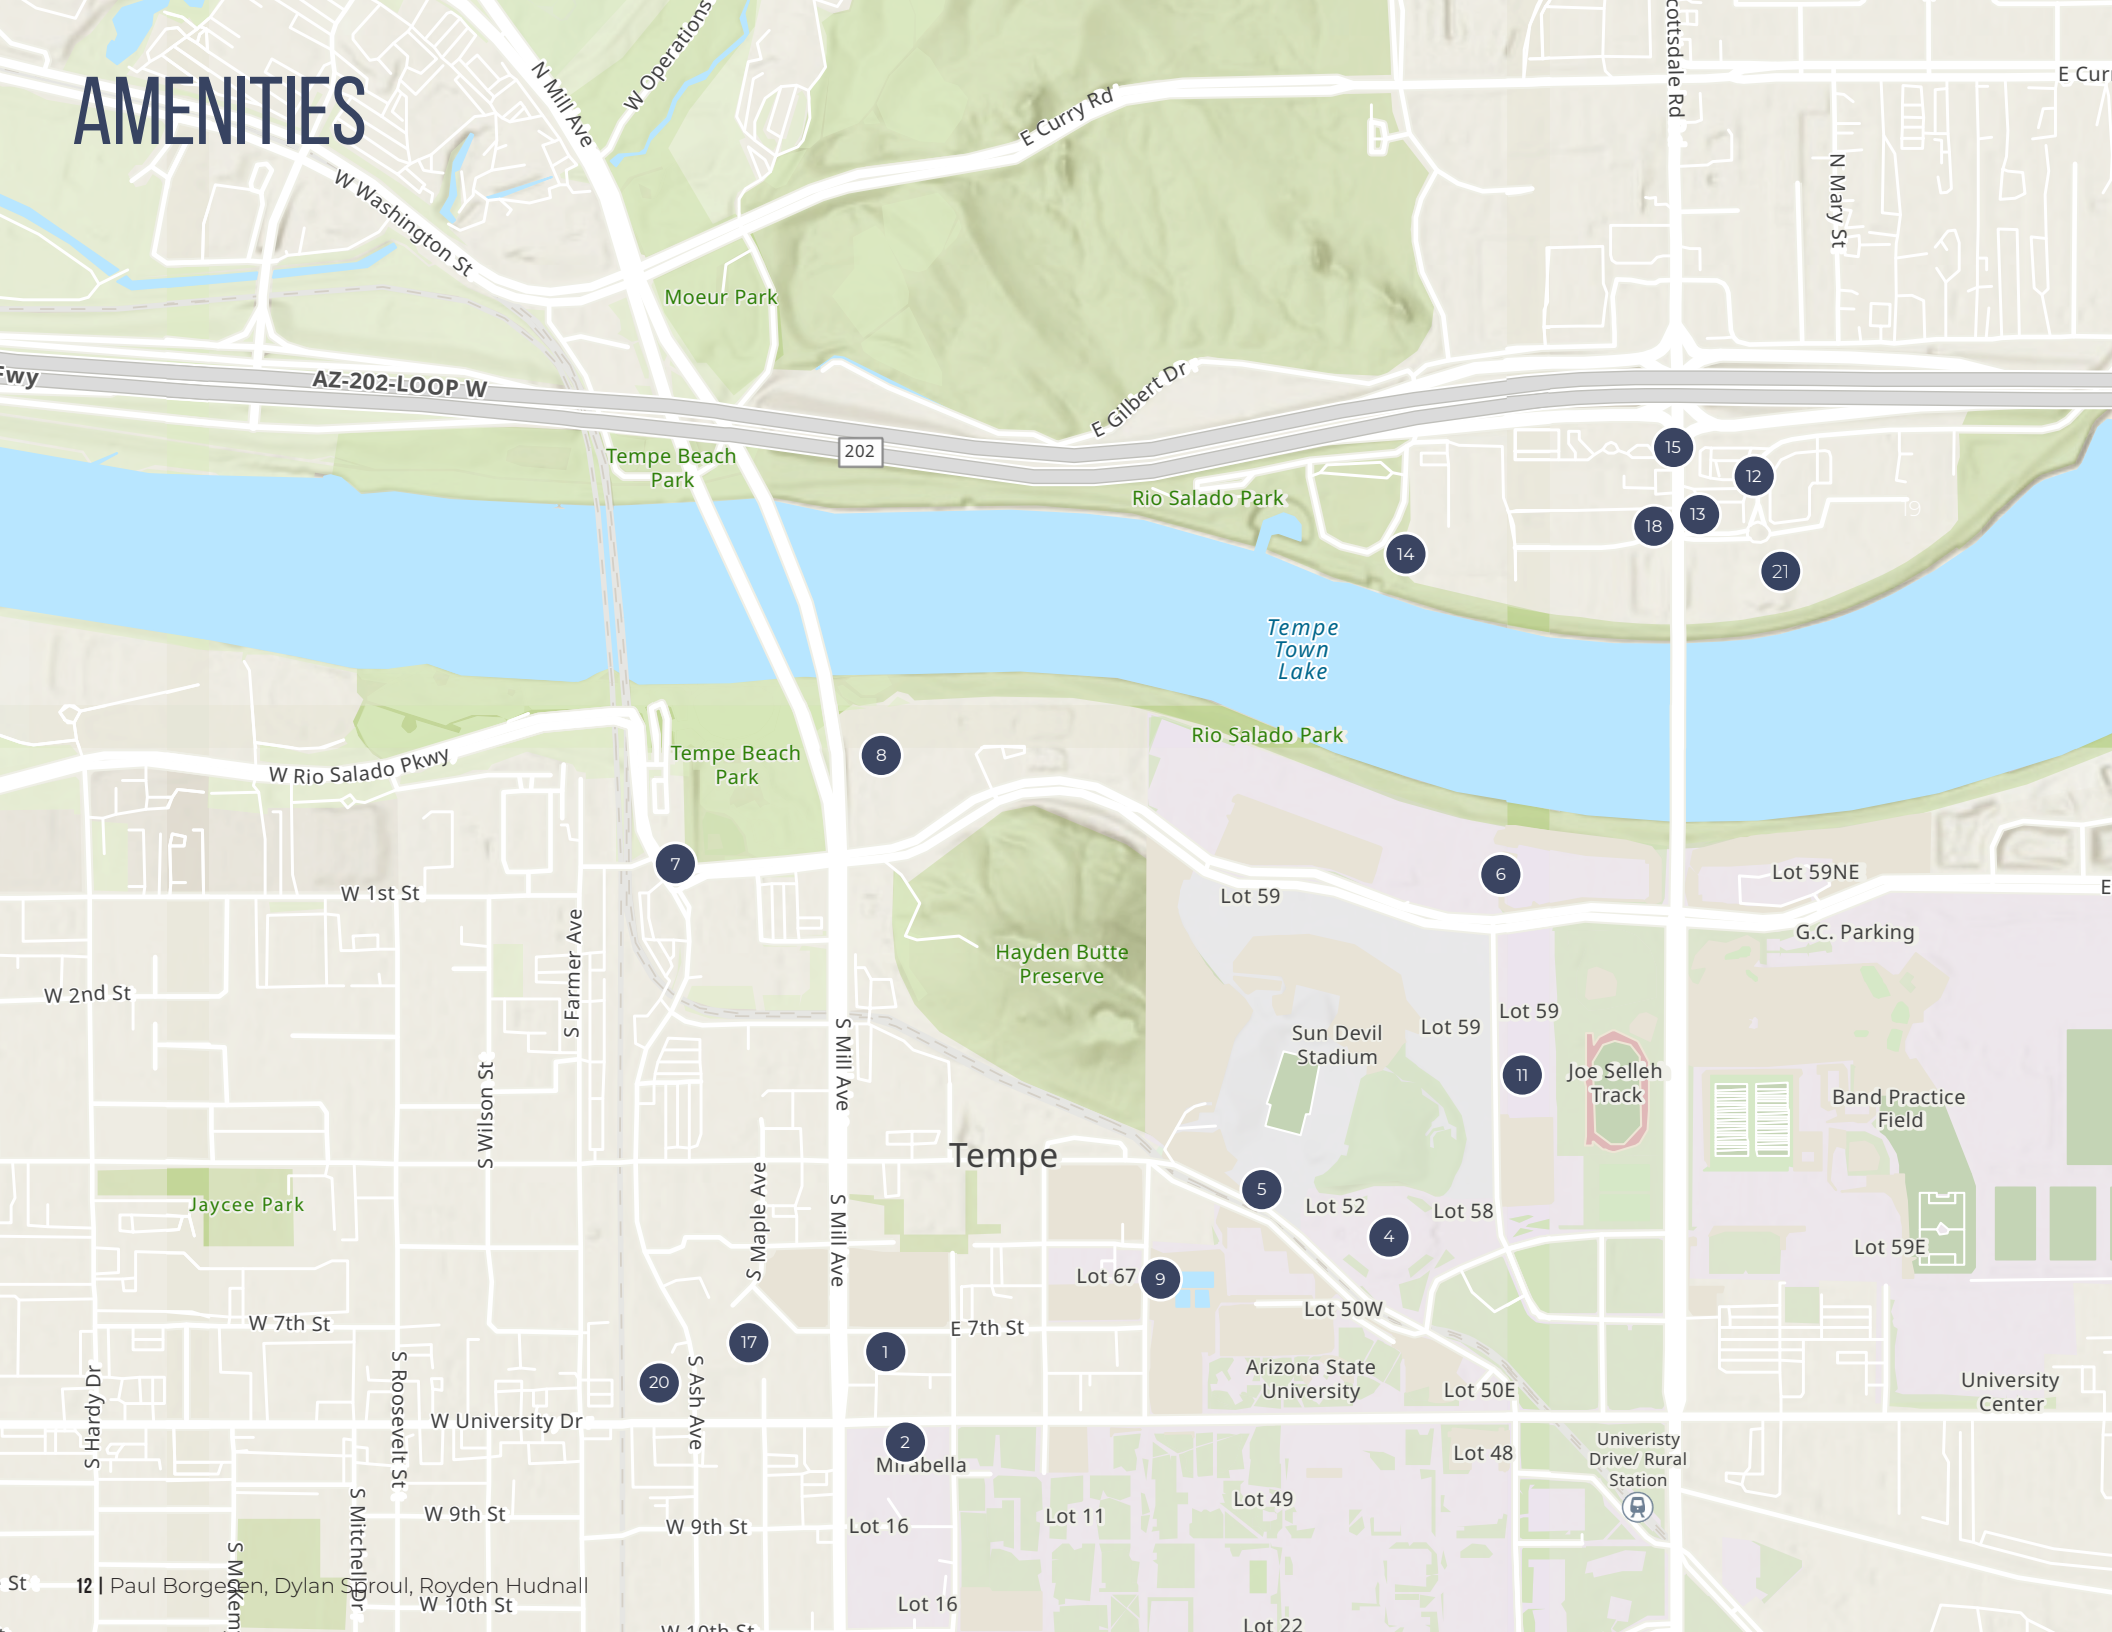 AMENITIES
N Mill Ave
W Operations
E Curry Rd
Scottsdale Rd
E Curr
W Washington St
N Mary St
Moeur Park
Fwy
AZ-202-LOOP W
E Gilbert Dr
202
Tempe Beach
Park
Rio Salado Park
15
12
13
18
19
14
21
Tempe
Town
Lake
Rio Salado Park
W Rio Salado Pkwy
Tempe Beach
Park
8
7
6
W 1st St
Lot 59
Lot 59NE
G.C. Parking
E
S Farmer Ave
Hayden Butte
Preserve
W 2nd St
S Mill Ave
Sun Devil
Stadium
Lot 59
Lot 59
11
Joe Selleh
Track
Band Practice
Field
S Wilson St
Tempe
Jaycee Park
S Maple Ave
S Mill Ave
5
Lot 52
Lot 58
4
Lot 59E
Lot 67
9
Lot 50W
W 7th St
E 7th St
17
1
20
S Hardy Dr
S Roosevelt St
S Ash Ave
Arizona State
University
Lot 50E
University
Center
W University Dr
2
Mirabella
Lot 48
Univeristy
Drive/ Rural
Station
S Mitchell Dr
W 9th St
W 9th St
Lot 16
Lot 11
Lot 49
S McKem
St
12 | Paul Borgesen, Dylan Sproul, Royden Hudnall
W 10th St
Lot 16
W 10th St
Lot 22